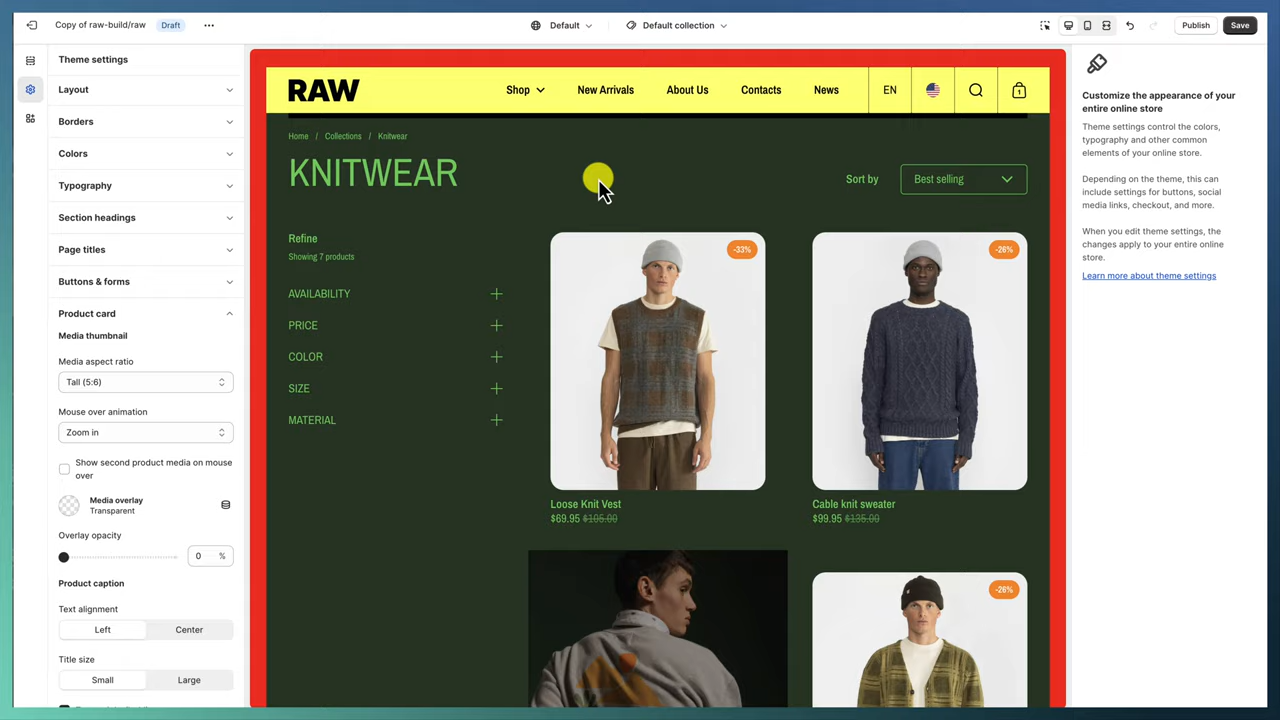 Copy of raw-build/raw
Draft
Default
Default collection
Publish
Save
Theme settings
Layout
Borders
Colors
Typography
Section headings
Page titles
Buttons & forms
Product card
Media thumbnail
Media aspect ratio
Tall (5:6)
Mouse over animation
Zoom in
Show second product media on mouse
over
Media overlay
Transparent
Overlay opacity
0 %
Product caption
Text alignment
Left
Center
Title size
Small
Large
RAW
Shop
New Arrivals
About Us
Contacts
News
EN
1
Home / Collections / Knitwear
KNITWEAR
Sort by
Best selling
Refine
Showing 7 products
AVAILABILITY
PRICE
COLOR
SIZE
MATERIAL
-33%
Loose Knit Vest
$69.95 $105.00
-26%
Cable knit sweater
$99.95 $135.00
-26%
Customize the appearance of your
entire online store
Theme settings control the colors,
typography and other common
elements of your online store.
Depending on the theme, this can
include settings for buttons, social
media links, checkout, and more.
When you edit theme settings, the
changes apply to your entire online
store.
Learn more about theme settings